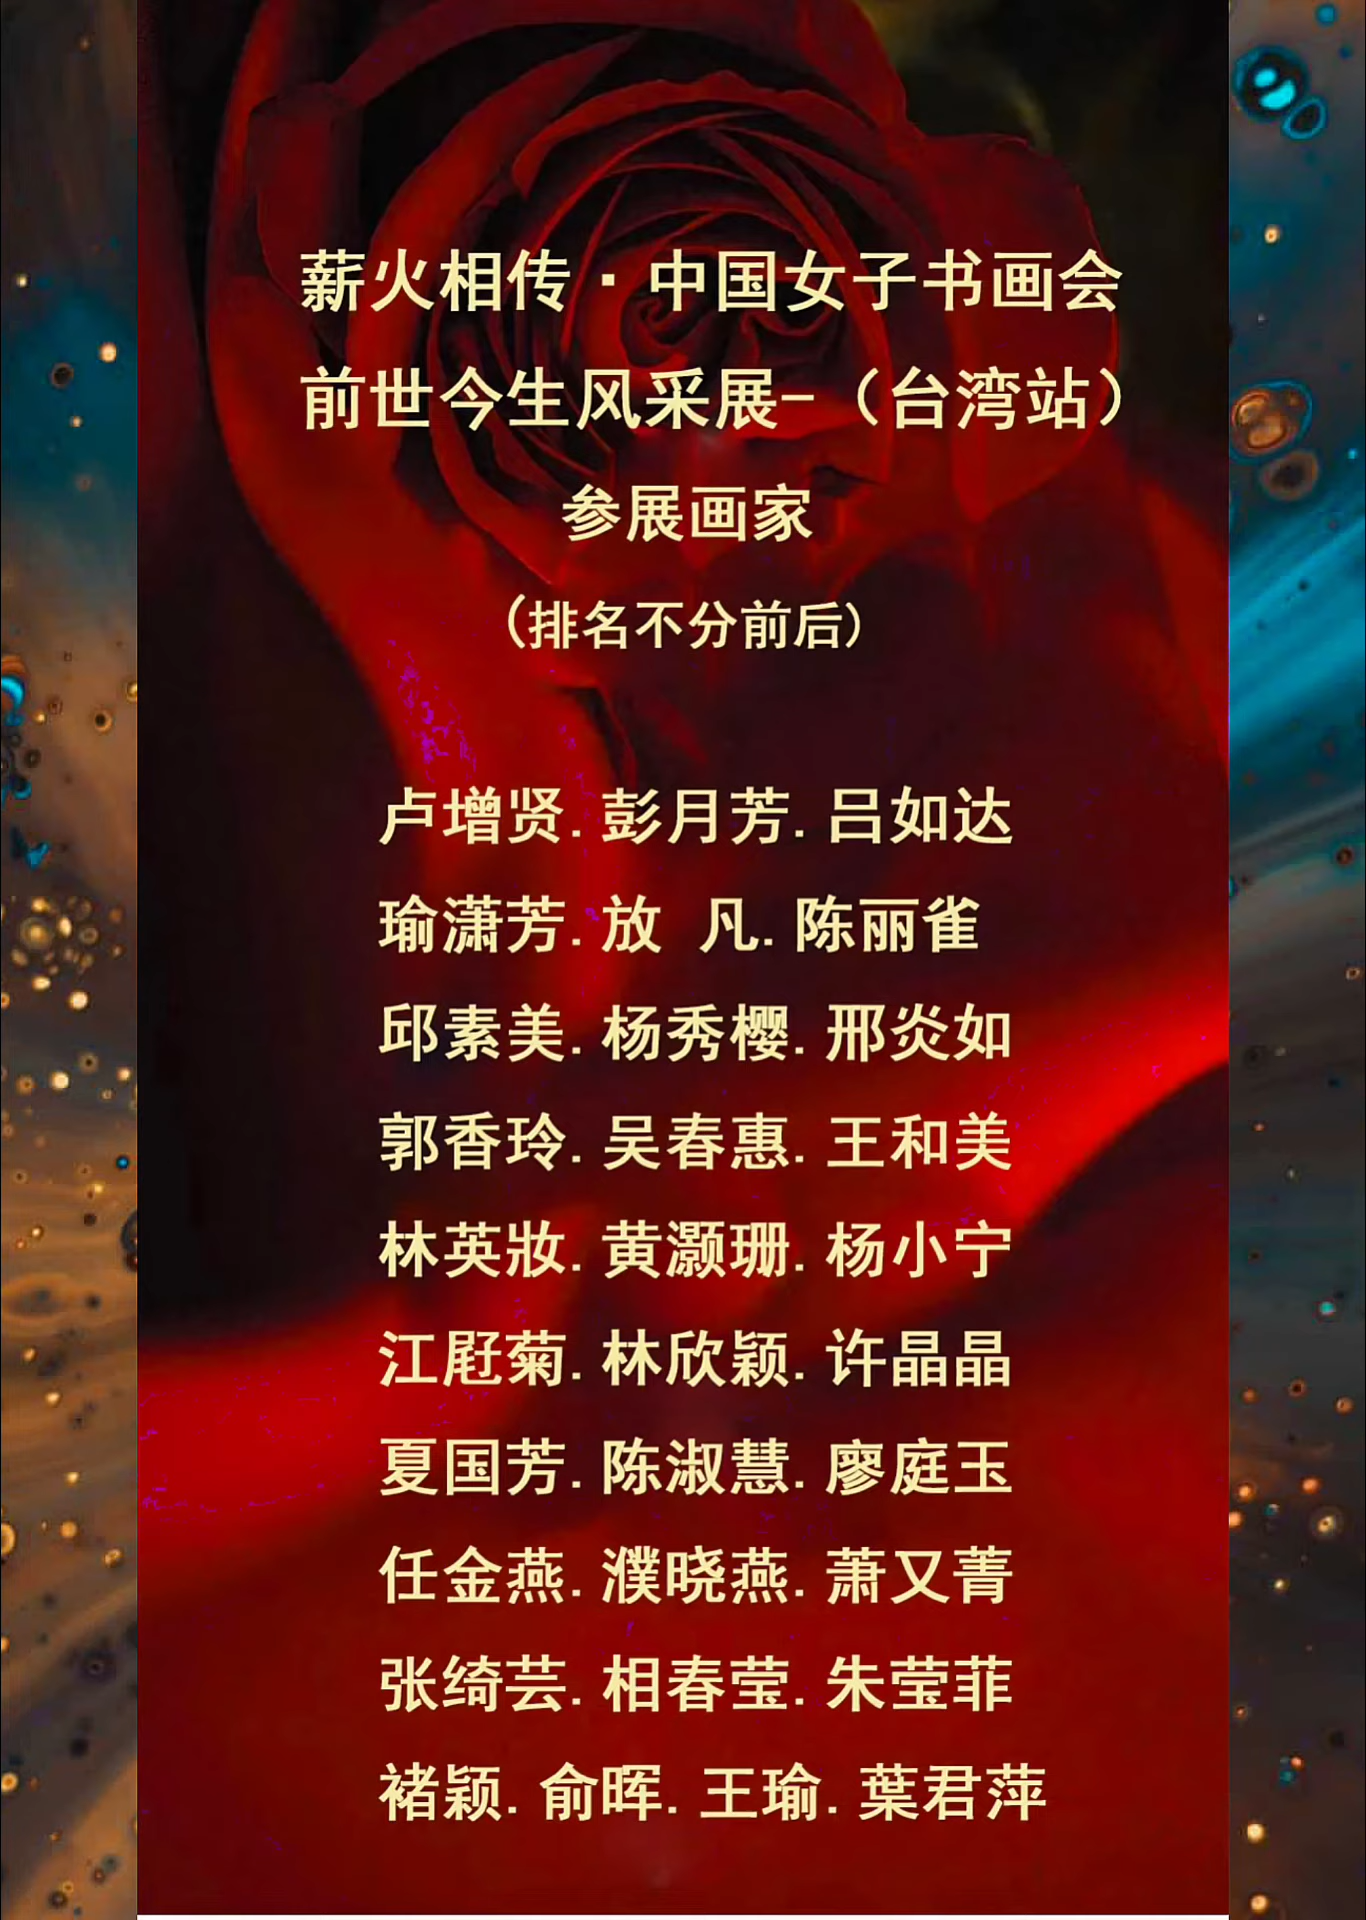 薪火相传·中国女子书画会
前世今生风采展-（台湾站）
参展画家
(排名不分前后)
卢增贤.彭月芳.吕如达
瑜潇芳.放 凡.陈丽雀
邱素美.杨秀樱.邢炎如
郭香玲.吴春惠.王和美
林英妝.黄灏珊.杨小宁
江屘菊.林欣颖.许晶晶
夏国芳.陈淑慧.廖庭玉
任金燕.濮晓燕.萧又菁
张绮芸.相春莹.朱莹菲
褚颖.俞晖.王瑜.葉君萍